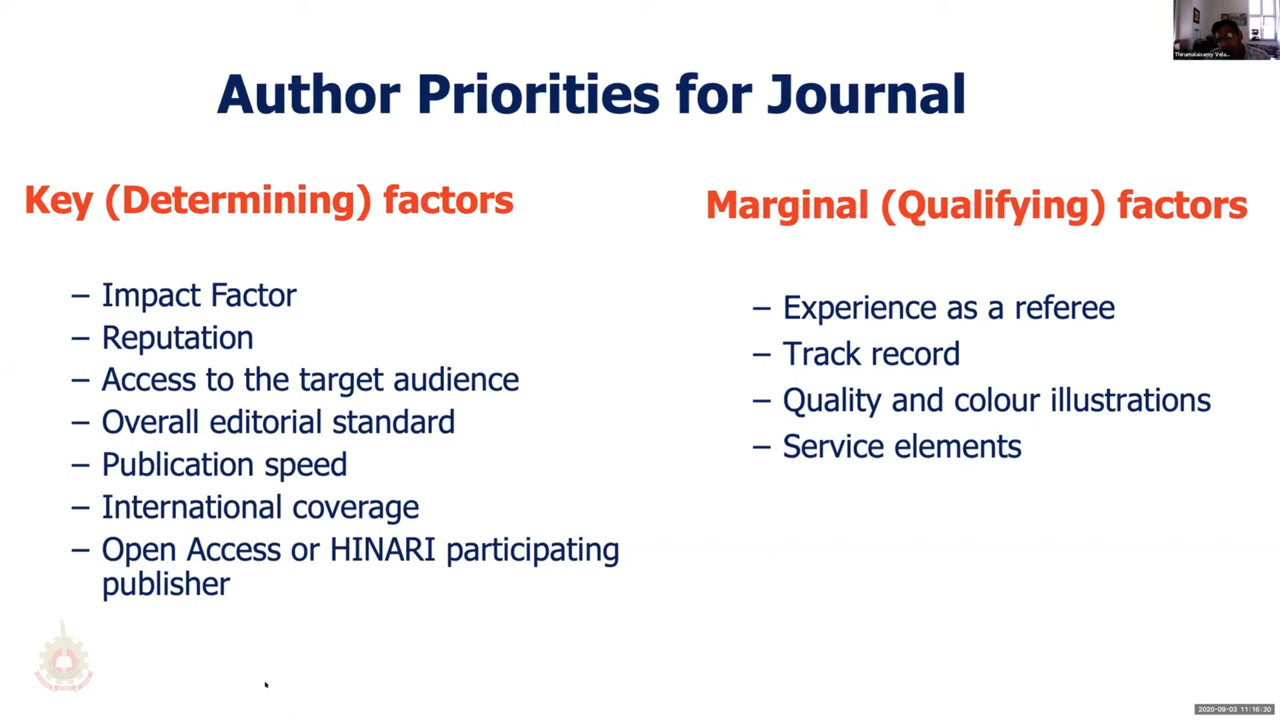 Thirumalaisamy Vela...
Author Priorities for Journal
Key (Determining) factors
– Impact Factor
– Reputation
– Access to the target audience
– Overall editorial standard
– Publication speed
– International coverage
– Open Access or HINARI participating
publisher
Marginal (Qualifying) factors
– Experience as a referee
– Track record
– Quality and colour illustrations
– Service elements
2020-09-03 11:16:30